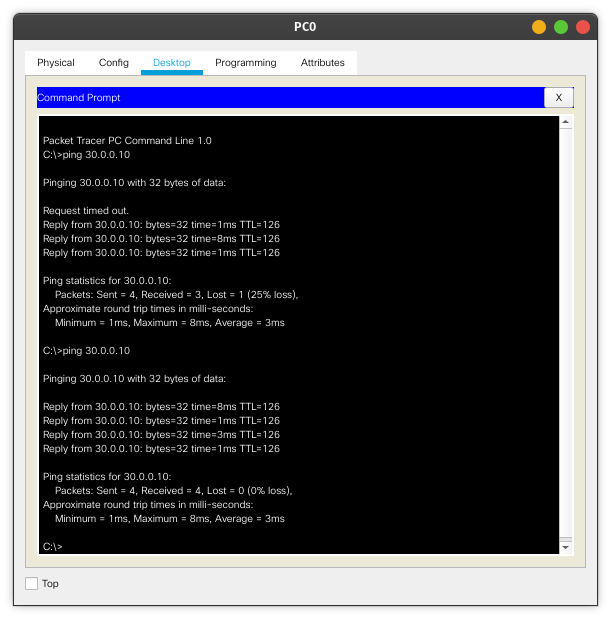 PC0
Physical Config Desktop Programming Attributes
Command Prompt X
Packet Tracer PC Command Line 1.0
C:\>ping 30.0.0.10
Pinging 30.0.0.10 with 32 bytes of data:
Request timed out.
Reply from 30.0.0.10: bytes=32 time=1ms TTL=126
Reply from 30.0.0.10: bytes=32 time=8ms TTL=126
Reply from 30.0.0.10: bytes=32 time=1ms TTL=126
Ping statistics for 30.0.0.10:
Packets: Sent = 4, Received = 3, Lost = 1 (25% loss),
Approximate round trip times in milli-seconds:
Minimum = 1ms, Maximum = 8ms, Average = 3ms
C:\>ping 30.0.0.10
Pinging 30.0.0.10 with 32 bytes of data:
Reply from 30.0.0.10: bytes=32 time=8ms TTL=126
Reply from 30.0.0.10: bytes=32 time=1ms TTL=126
Reply from 30.0.0.10: bytes=32 time=3ms TTL=126
Reply from 30.0.0.10: bytes=32 time=1ms TTL=126
Ping statistics for 30.0.0.10:
Packets: Sent = 4, Received = 4, Lost = 0 (0% loss),
Approximate round trip times in milli-seconds:
Minimum = 1ms, Maximum = 8ms, Average = 3ms
C:\>
Top